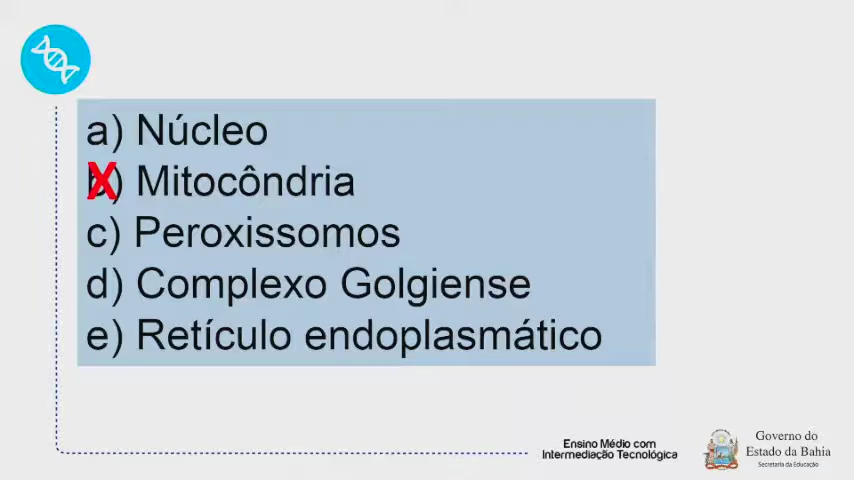 a) Núcleo
X) Mitocôndria
c) Peroxissomos
d) Complexo Golgiense
e) Retículo endoplasmático
Ensino Médio com
Intermediação Tecnológica
Governo do
Estado da Bahia
Secretaria da Educação